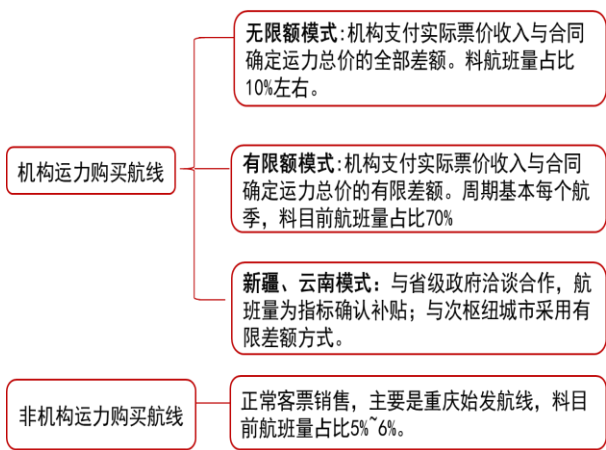 无限额模式:机构支付实际票价收入与合同
确定运力总价的全部差额。料航班量占比
10%左右。
机构运力购买航线
有限额模式:机构支付实际票价收入与合同
确定运力总价的有限差额。周期基本每个航
季，料目前航班量占比70%
新疆、云南模式：与省级政府洽谈合作，航
班量为指标确认补贴；与次枢纽城市采用有
限差额方式。
非机构运力购买航线
正常客票销售，主要是重庆始发航线，料目
前航班量占比5%~6%。